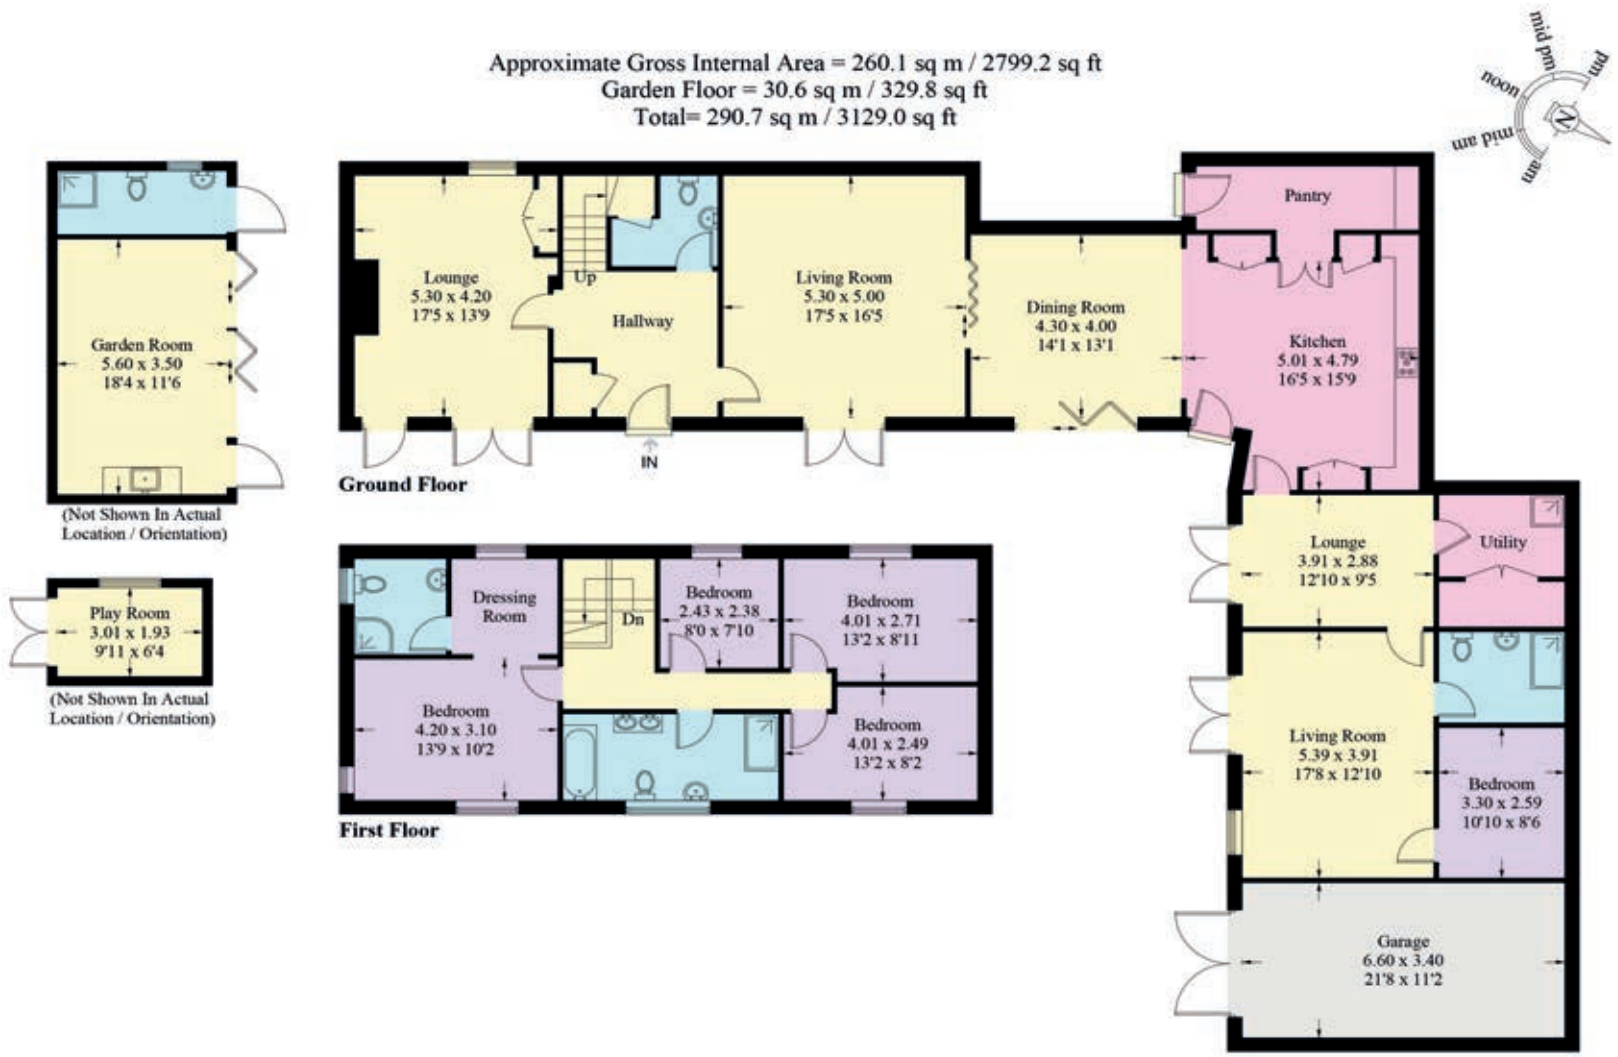 Approximate Gross Internal Area = 260.1 sq m / 2799.2 sq ft
Garden Floor = 30.6 sq m / 329.8 sq ft
Total= 290.7 sq m / 3129.0 sq ft
am
mid am
noon
mid pm
pm
N
Garden Room
5.60 x 3.50
18'4 x 11'6
(Not Shown In Actual
Location / Orientation)
Play Room
3.01 x 1.93
9'11 x 6'4
(Not Shown In Actual
Location / Orientation)
Lounge
5.30 x 4.20
17'5 x 13'9
Up
Hallway
IN
Living Room
5.30 x 5.00
17'5 x 16'5
Dining Room
4.30 x 4.00
14'1 x 13'1
Pantry
Kitchen
5.01 x 4.79
16'5 x 15'9
Ground Floor
Lounge
3.91 x 2.88
12'10 x 9'5
Utility
Living Room
5.39 x 3.91
17'8 x 12'10
Bedroom
3.30 x 2.59
10'10 x 8'6
Garage
6.60 x 3.40
21'8 x 11'2
Dressing
Room
Dn
Bedroom
2.43 x 2.38
8'0 x 7'10
Bedroom
4.01 x 2.71
13'2 x 8'11
Bedroom
4.20 x 3.10
13'9 x 10'2
Bedroom
4.01 x 2.49
13'2 x 8'2
First Floor